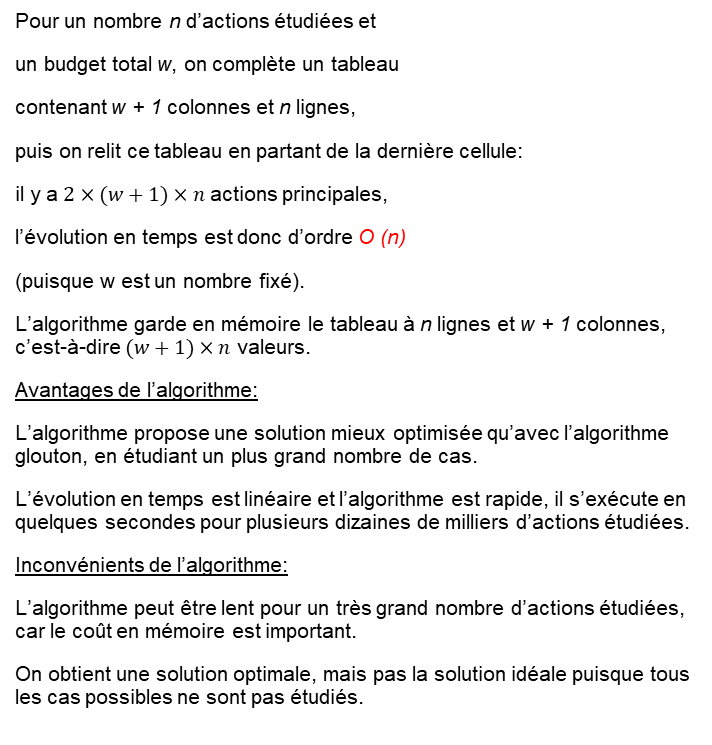 Pour un nombre n d’actions étudiées et
un budget total w, on complète un tableau
contenant w + 1 colonnes et n lignes,
puis on relit ce tableau en partant de la dernière cellule:
il y a 2 × (w + 1) × n actions principales,
l’évolution en temps est donc d’ordre O (n)
(puisque w est un nombre fixé).
L’algorithme garde en mémoire le tableau à n lignes et w + 1 colonnes,
c’est-à-dire (w + 1) × n valeurs.
Avantages de l’algorithme:
L’algorithme propose une solution mieux optimisée qu’avec l’algorithme
glouton, en étudiant un plus grand nombre de cas.
L’évolution en temps est linéaire et l’algorithme est rapide, il s’exécute en
quelques secondes pour plusieurs dizaines de milliers d’actions étudiées.
Inconvénients de l’algorithme:
L’algorithme peut être lent pour un très grand nombre d’actions étudiées,
car le coût en mémoire est important.
On obtient une solution optimale, mais pas la solution idéale puisque tous
les cas possibles ne sont pas étudiés.